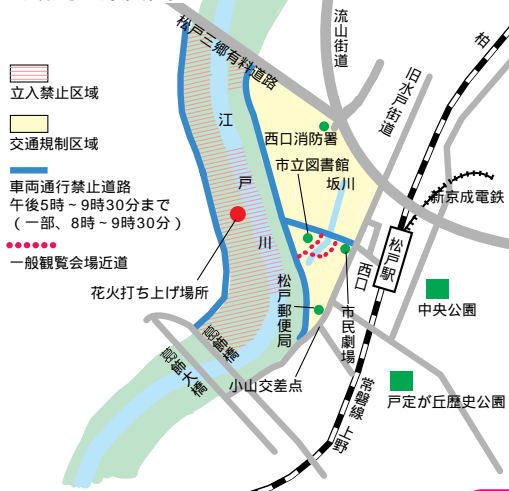 立入禁止区域
交通規制区域
車両通行禁止道路
午後5時~9時30分まで
(一部、8時~9時30分)
一般観覧会場近道
花火打ち上げ場所
松戸三郷有料道路
流山街道
旧水戸街道
柏
江戸川
西口消防署
市立図書館
坂川
新京成電鉄
松戸駅
西口
松戸郵便局
市民劇場
中央公園
葛飾橋
葛飾大橋
小山交差点
常磐線
上野
戸定が丘歴史公園